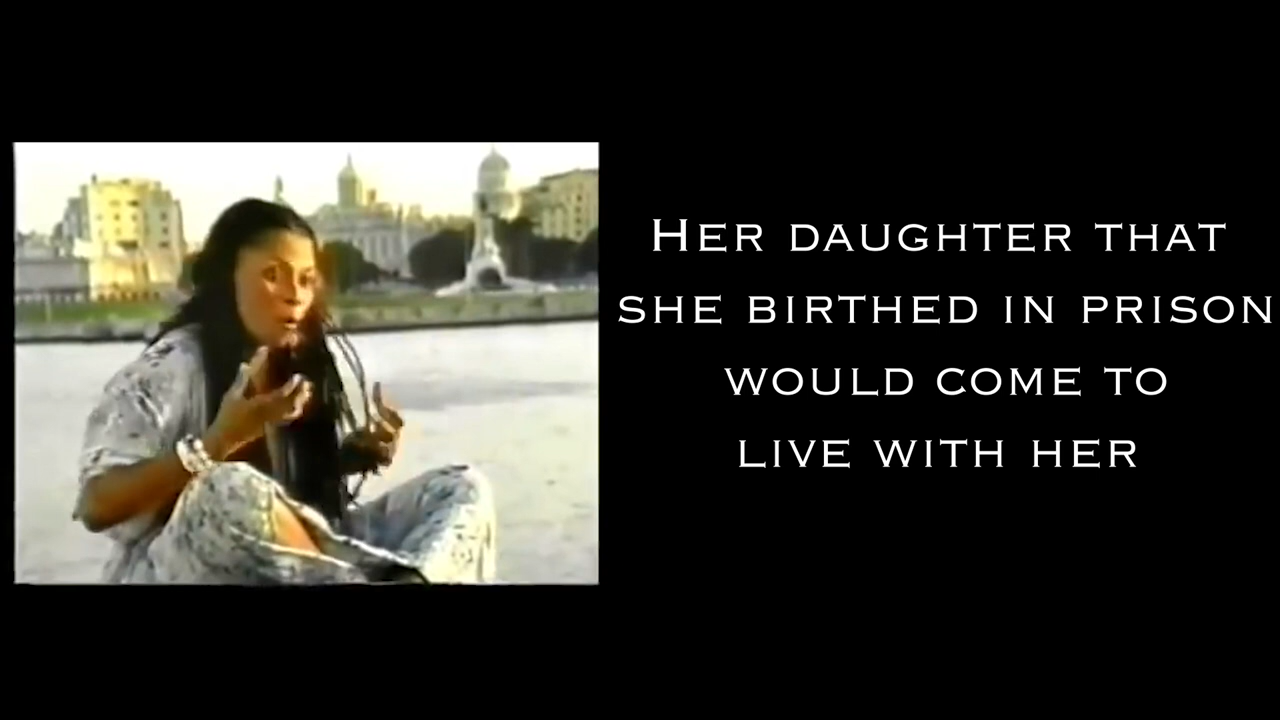 Her daughter that
she birthed in prison
would come to
live with her